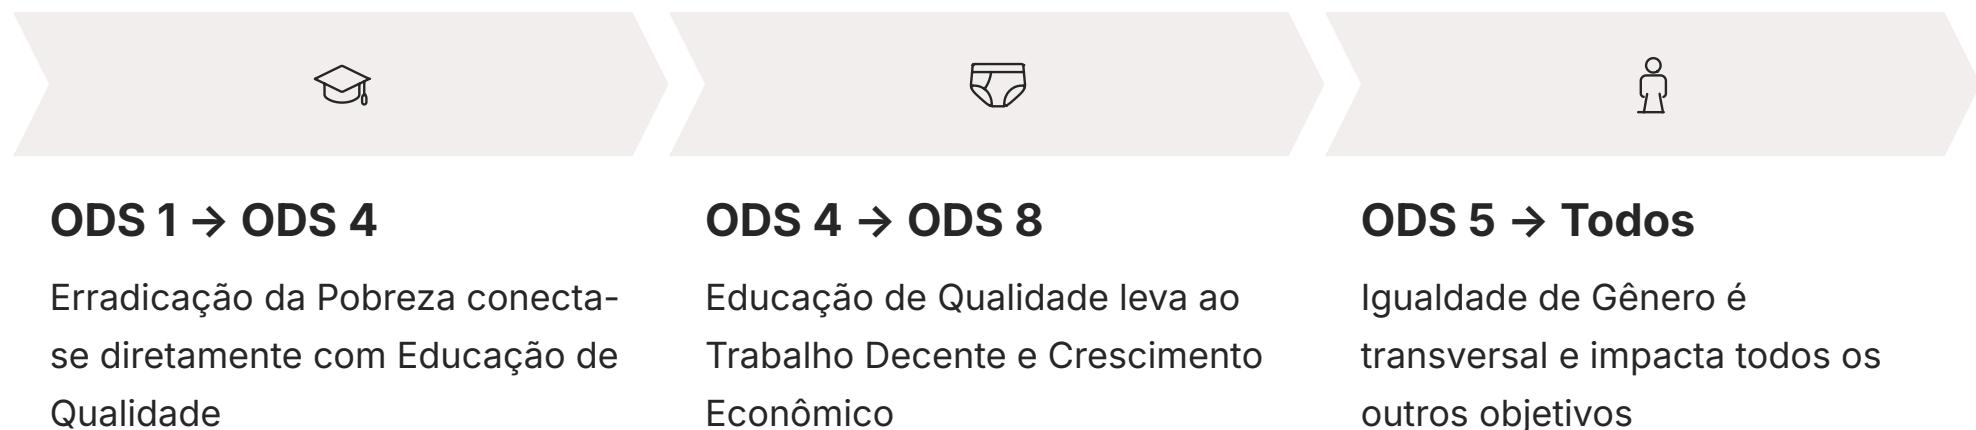 ODS 1 → ODS 4
Erradicação da Pobreza conecta-
se diretamente com Educação de
Qualidade
ODS 4 → ODS 8
Educação de Qualidade leva ao
Trabalho Decente e Crescimento
Econômico
ODS 5 → Todos
Igualdade de Gênero é
transversal e impacta todos os
outros objetivos